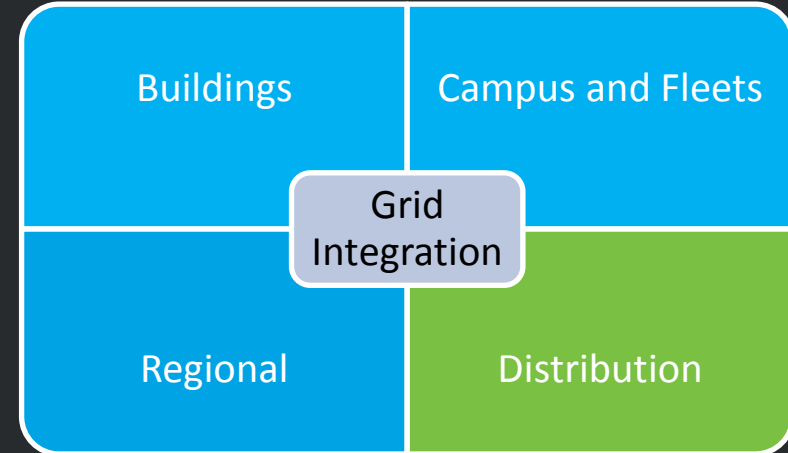 Buildings
Campus and Fleets
Grid
Integration
Regional
Distribution